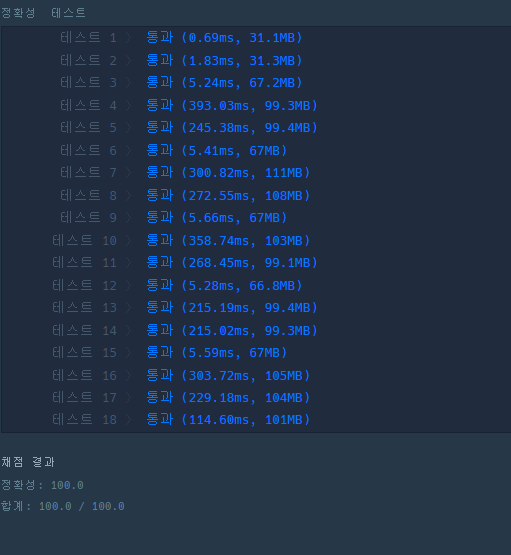 정확성 테스트
테스트 1 〉 통과 (0.69ms, 31.1MB)
테스트 2 〉 통과 (1.83ms, 31.3MB)
테스트 3 〉 통과 (5.24ms, 67.2MB)
테스트 4 〉 통과 (393.03ms, 99.3MB)
테스트 5 〉 통과 (245.38ms, 99.4MB)
테스트 6 〉 통과 (5.41ms, 67MB)
테스트 7 〉 통과 (300.82ms, 111MB)
테스트 8 〉 통과 (272.55ms, 108MB)
테스트 9 〉 통과 (5.66ms, 67MB)
테스트 10 〉 통과 (358.74ms, 103MB)
테스트 11 〉 통과 (268.45ms, 99.1MB)
테스트 12 〉 통과 (5.28ms, 66.8MB)
테스트 13 〉 통과 (215.19ms, 99.4MB)
테스트 14 〉 통과 (215.02ms, 99.3MB)
테스트 15 〉 통과 (5.59ms, 67MB)
테스트 16 〉 통과 (303.72ms, 105MB)
테스트 17 〉 통과 (229.18ms, 104MB)
테스트 18 〉 통과 (114.60ms, 101MB)
채점 결과
정확성: 100.0
합계: 100.0 / 100.0